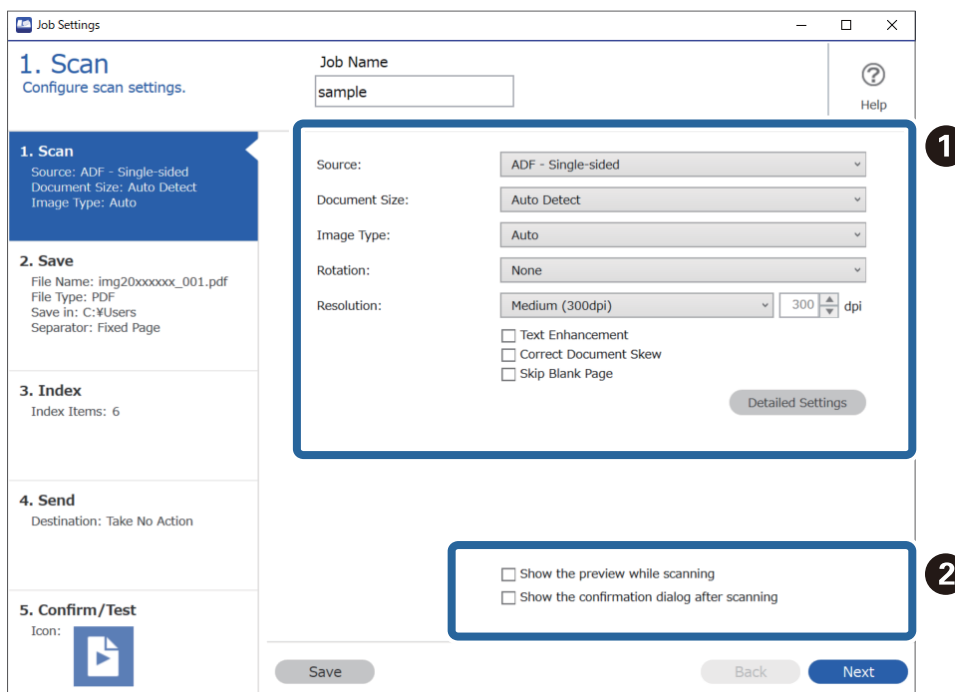 Job Settings
1. Scan
Configure scan settings.
Job Name
sample
Help
1. Scan
Source: ADF - Single-sided
Document Size: Auto Detect
Image Type: Auto
2. Save
File Name: img20xxxxxx_001.pdf
File Type: PDF
Save in: C:¥Users
Separator: Fixed Page
3. Index
Index Items: 6
4. Send
Destination: Take No Action
5. Confirm/Test
Icon:
1
Source: ADF - Single-sided
Document Size: Auto Detect
Image Type: Auto
Rotation: None
Resolution: Medium (300dpi) 300 dpi
Text Enhancement
Correct Document Skew
Skip Blank Page
Detailed Settings
2
Show the preview while scanning
Show the confirmation dialog after scanning
Save Back Next